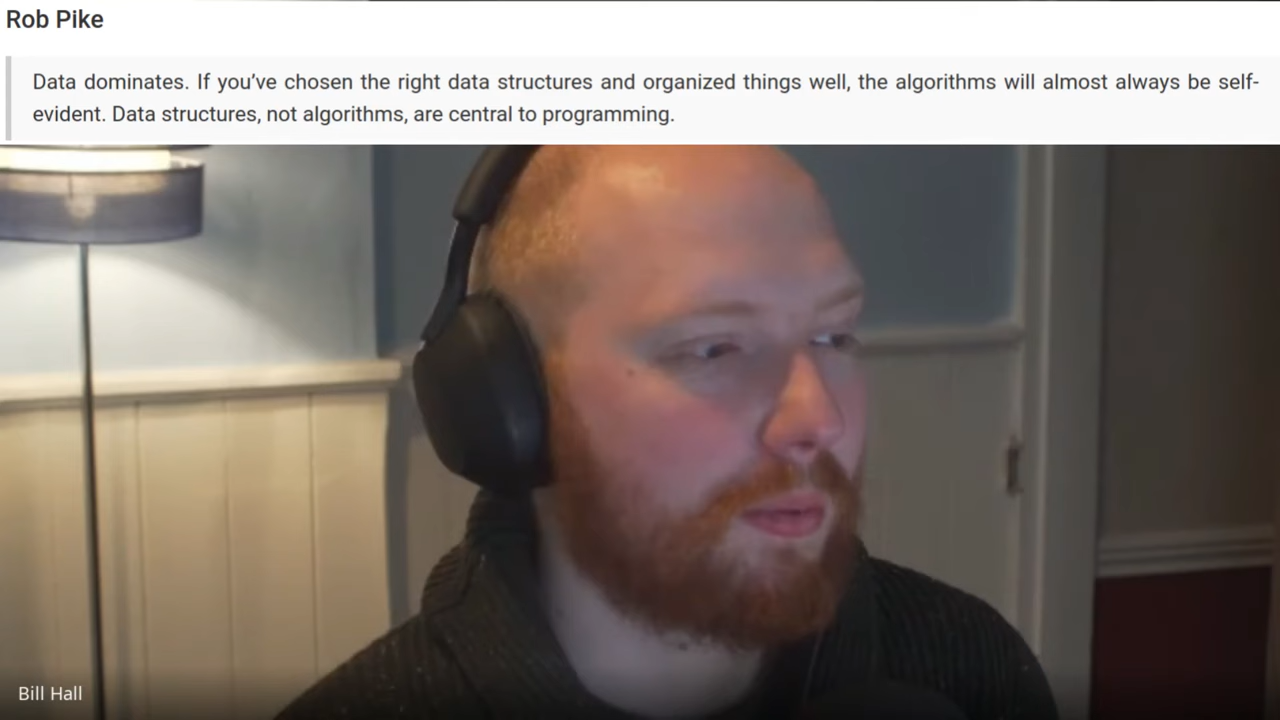 Rob Pike
Data dominates. If you’ve chosen the right data structures and organized things well, the algorithms will almost always be self-
evident. Data structures, not algorithms, are central to programming.
Bill Hall